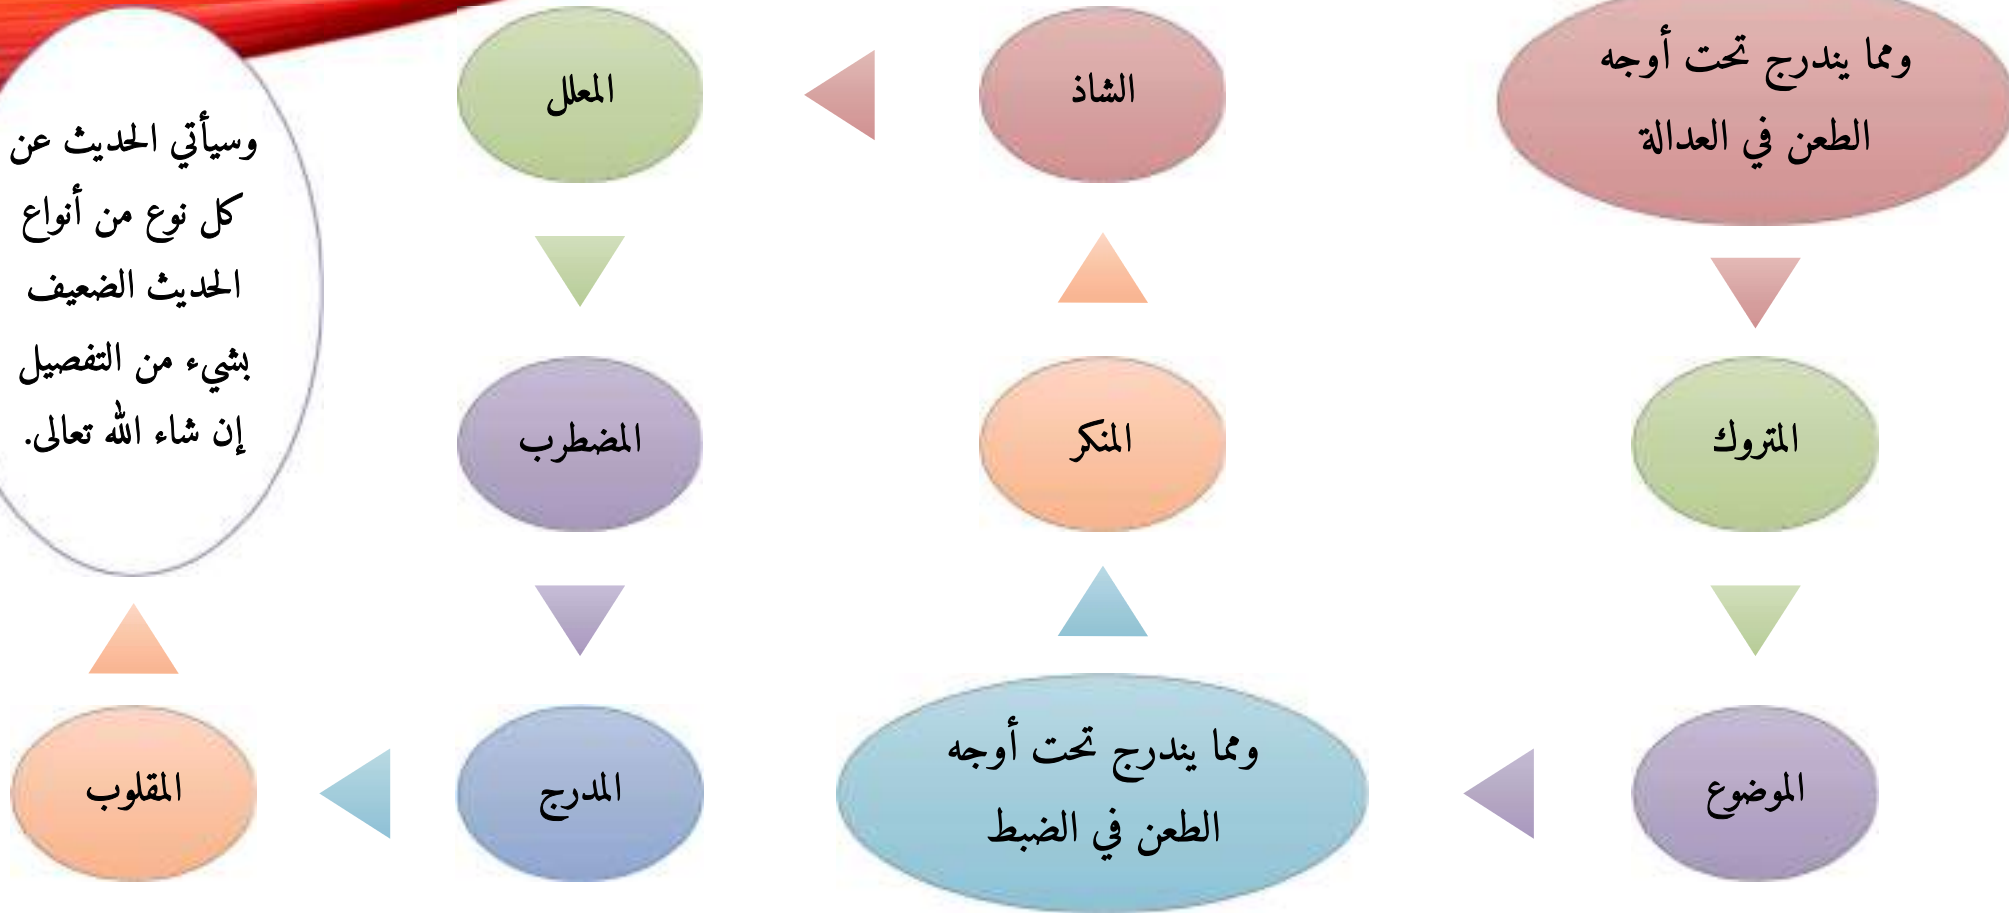 ومما يندرج تحت أوجه
الطعن في العدالة
المتروك
الموضوع
ومما يندرج تحت أوجه
الطعن في الضبط
المنكر
الشاذ
المعلل
المضطرب
المدرج
المقلوب
وسيأتي الحديث عن
كل نوع من أنواع
الحديث الضعيف
بشيء من التفصيل
إن شاء الله تعالى.